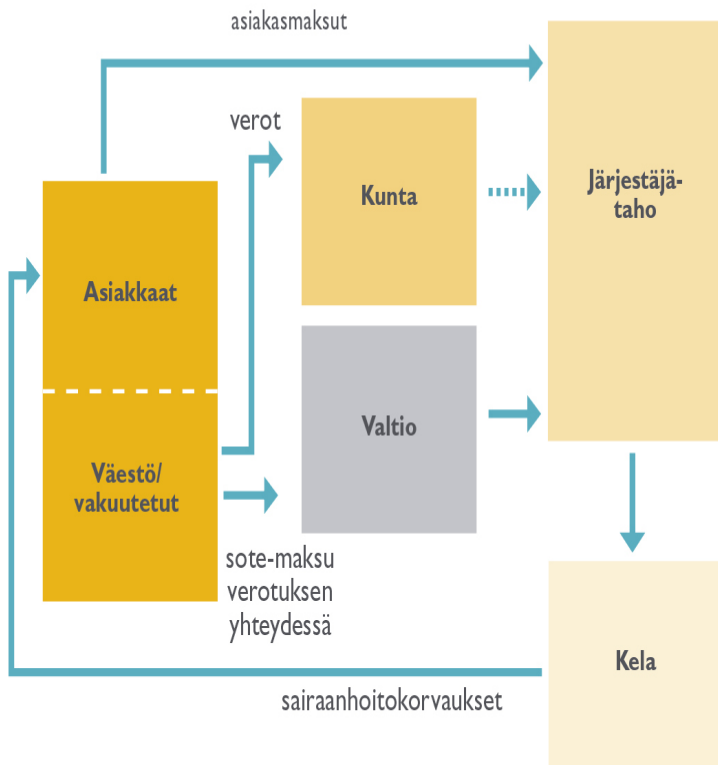 asiakasmaksut
verot
Kunta
Järjestäjä-
taho
Asiakkaat
Valtio
Väestö/
vakuutetut
sote-maksu
verotuksen
yhteydessä
Kela
sairaanhoitokorvaukset